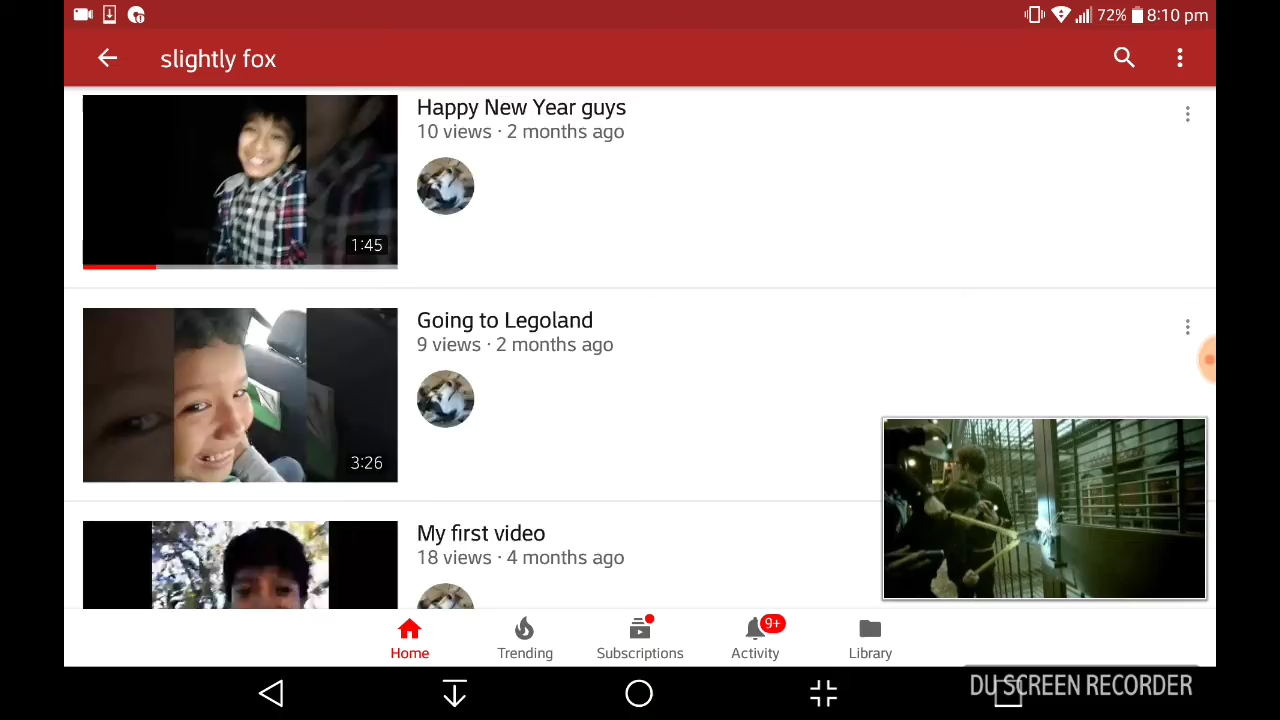 72% 8:10 pm
slightly fox
Happy New Year guys
10 views · 2 months ago
1:45
Going to Legoland
9 views · 2 months ago
3:26
My first video
18 views · 4 months ago
9+
Home Trending Subscriptions Activity Library
DU SCREEN RECORDER